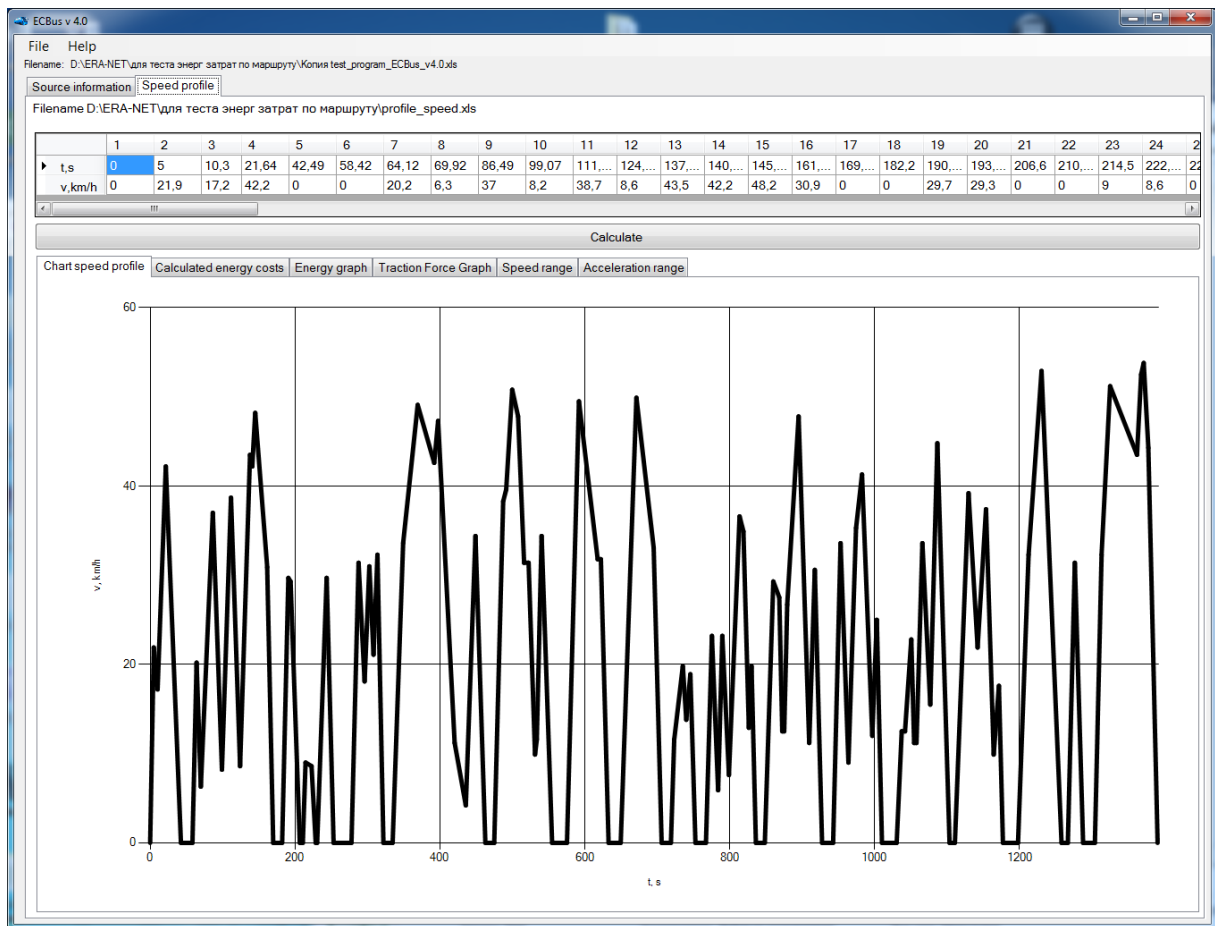 ECBus v 4.0
File Help
Filename: D:\ERA-NET\для теста энерг затрат по маршруту\Копия test_program_ECBus_v4.0.xls
Source information Speed profile
Filename D:\ERA-NET\для теста энерг затрат по маршруту\profile_speed.xls
1 2 3 4 5 6 7 8 9 10 11 12 13 14 15 16 17 18 19 20 21 22 23 24 2
t,s 0 5 10,3 21,64 42,49 58,42 64,12 69,92 86,49 99,07 111,... 124,... 137,... 140,... 145,... 161,... 169,... 182,2 190,... 193,... 206,6 210,... 214,5 222,... 22
v,km/h 0 21,9 17,2 42,2 0 0 20,2 6,3 37 8,2 38,7 8,6 43,5 42,2 48,2 30,9 0 0 29,7 29,3 0 0 9 8,6 0
Calculate
Chart speed profile Calculated energy costs Energy graph Traction Force Graph Speed range Acceleration range
60
40
v, km/h
20
0
0 200 400 600 800 1000 1200
t, s